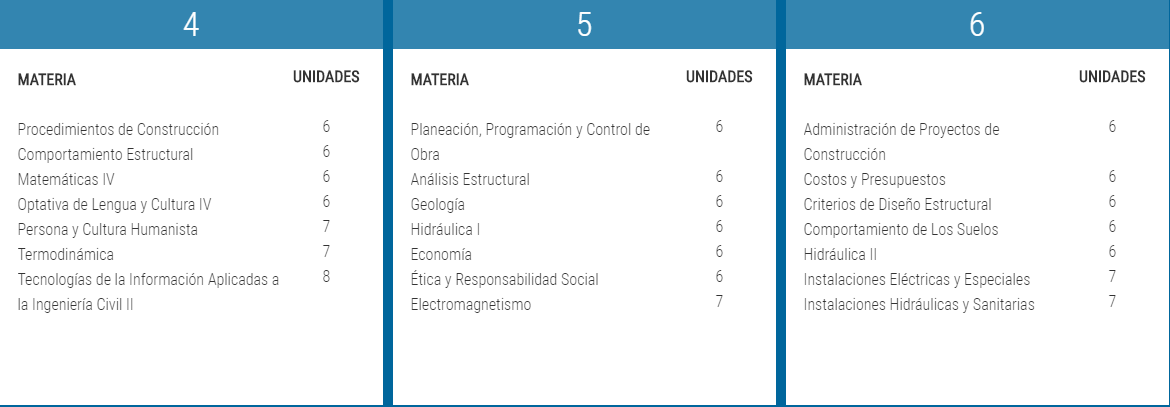 4
MATERIA UNIDADES
Procedimientos de Construcción 6
Comportamiento Estructural 6
Matemáticas IV 6
Optativa de Lengua y Cultura IV 6
Persona y Cultura Humanista 7
Termodinámica 7
Tecnologías de la Información Aplicadas a 8
la Ingeniería Civil II
5
MATERIA UNIDADES
Planeación, Programación y Control de 6
Obra
Análisis Estructural 6
Geología 6
Hidráulica I 6
Economía 6
Ética y Responsabilidad Social 6
Electromagnetismo 7
6
MATERIA UNIDADES
Administración de Proyectos de 6
Construcción
Costos y Presupuestos 6
Criterios de Diseño Estructural 6
Comportamiento de Los Suelos 6
Hidráulica II 6
Instalaciones Eléctricas y Especiales 7
Instalaciones Hidráulicas y Sanitarias 7